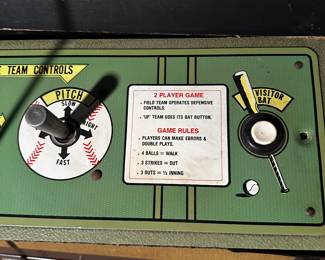 TEAM CONTROLS
PITCH
SLOW
FAST
2 PLAYER GAME
• FIELD TEAM OPERATES DEFENSIVE
CONTROLS.
• 'UP' TEAM USES ITS BAT BUTTON.
GAME RULES
• PLAYERS CAN MAKE ERRORS &
DOUBLE PLAYS.
• 4 BALLS = WALK
• 3 STRIKES = OUT
• 3 OUTS = ½ INNING
VISITOR
BAT